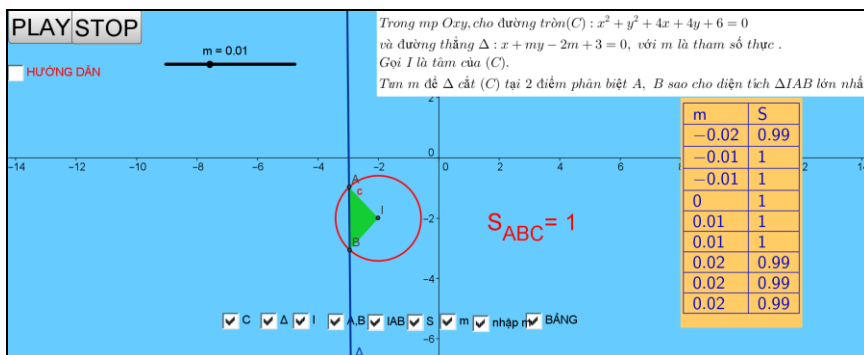 PLAY STOP
m = 0.01
HƯỚNG DẪN
Trong mp Oxy, cho đường tròn(C) : x² + y² + 4x + 4y + 6 = 0
và đường thẳng Δ : x + my − 2m + 3 = 0, với m là tham số thực .
Gọi I là tâm của (C).
Tìm m để Δ cắt (C) tại 2 điểm phân biệt A, B sao cho diện tích ΔIAB lớn nhấ
2
m S
−0.02 0.99
−0.01 1
−0.01 1
0 1
0.01 1
0.01 1
0.02 0.99
0.02 0.99
0.02 0.99
−14 −12 −10 −8 −6 −4 −2 0 2 4 6 8 10 12 14
A
c
I
−2
B
S_ABC = 1
−4
C Δ I A,B IAB S m nhập m BẢNG
−6
Δ